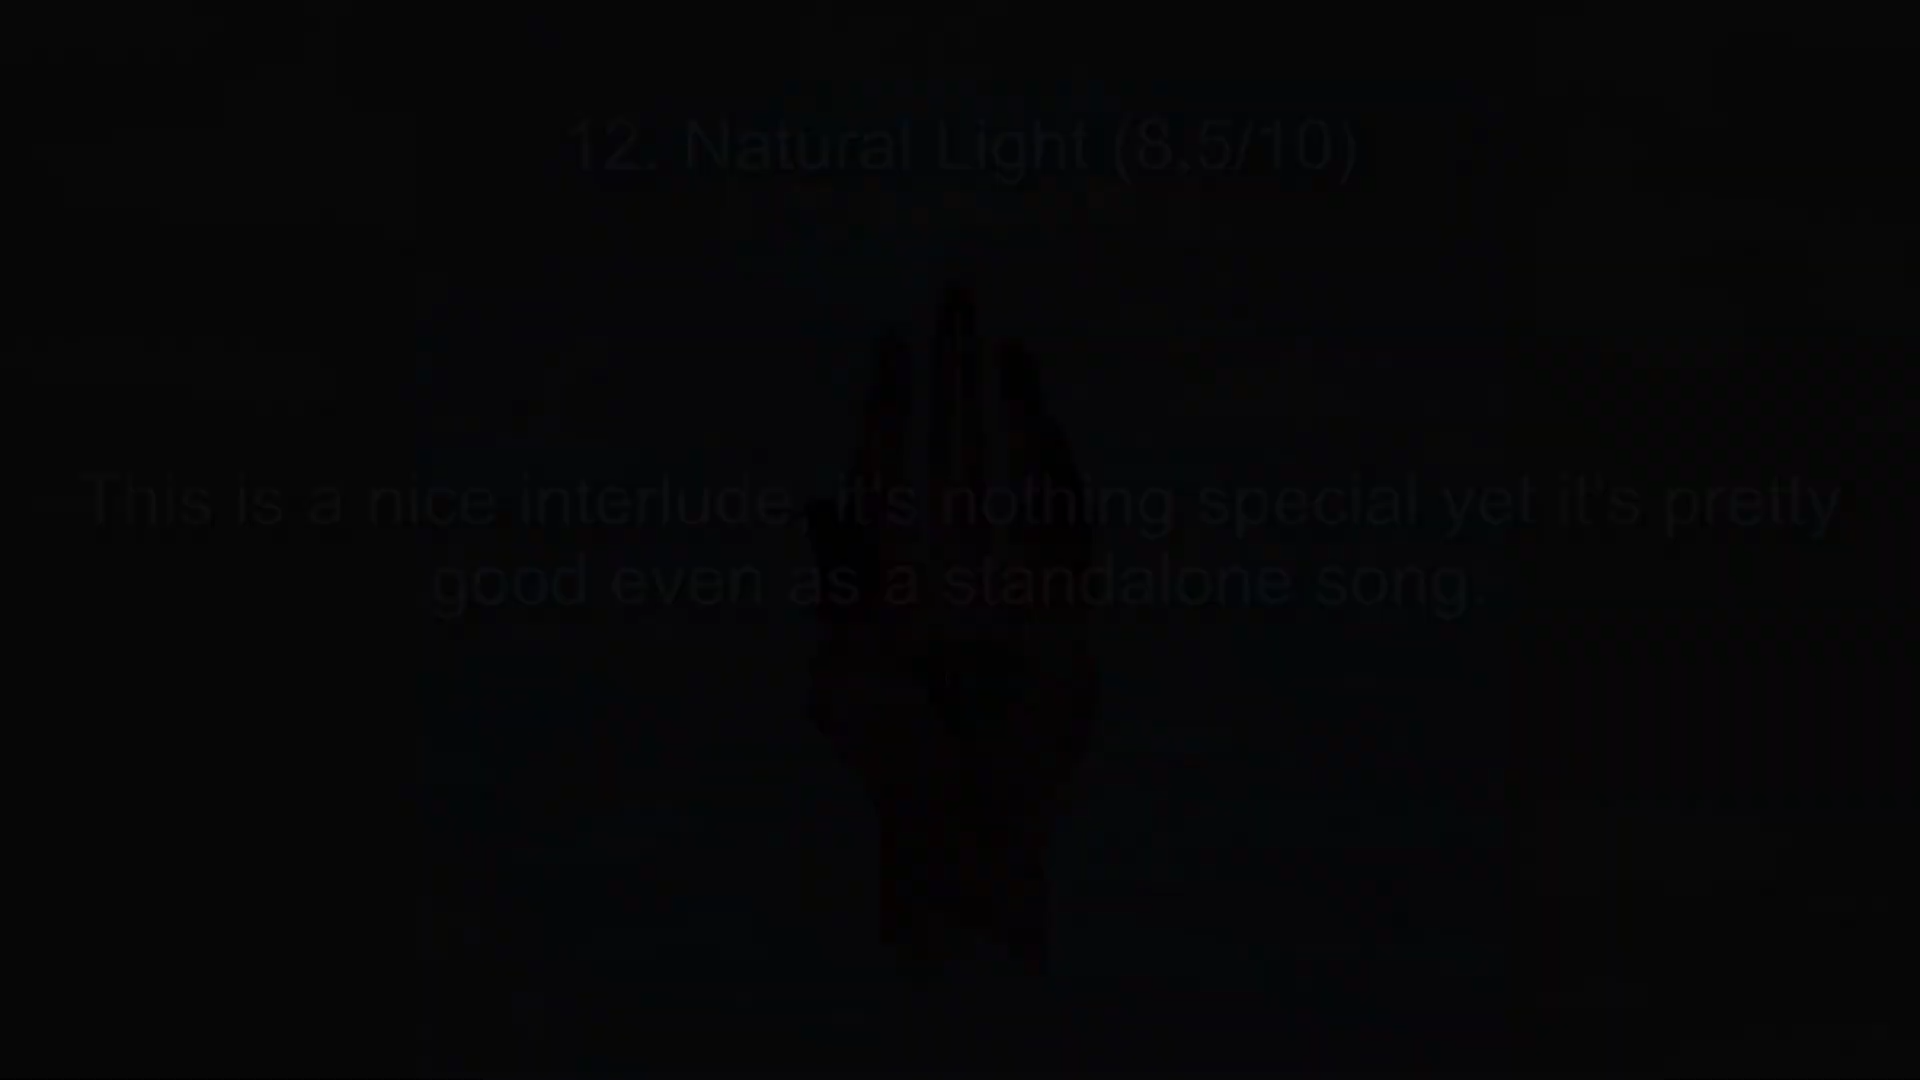 12. Natural Light (8.5/10)
This is a nice interlude, it's nothing special yet it's pretty
good even as a standalone song.